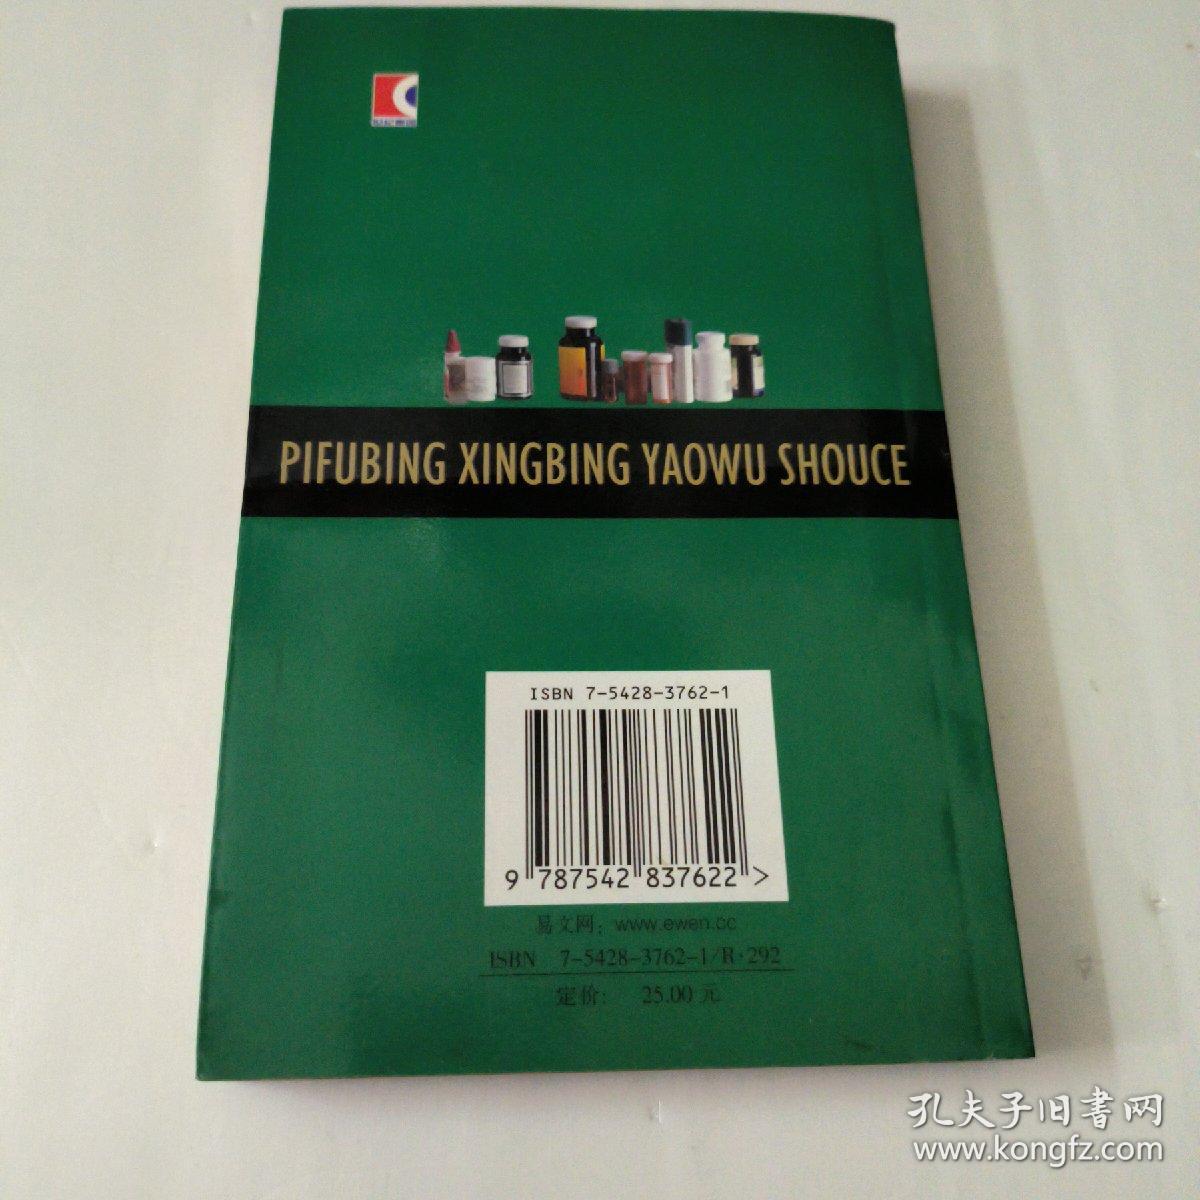 PIFUBING XINGBING YAOWU SHOUCE
ISBN 7-5428-3762-1
9 787542 837622 >
易文网: www.ewen.cc
ISBN 7-5428-3762-1/R·292
定价: 25.00 元
孔夫子旧书网
www.kongfz.com